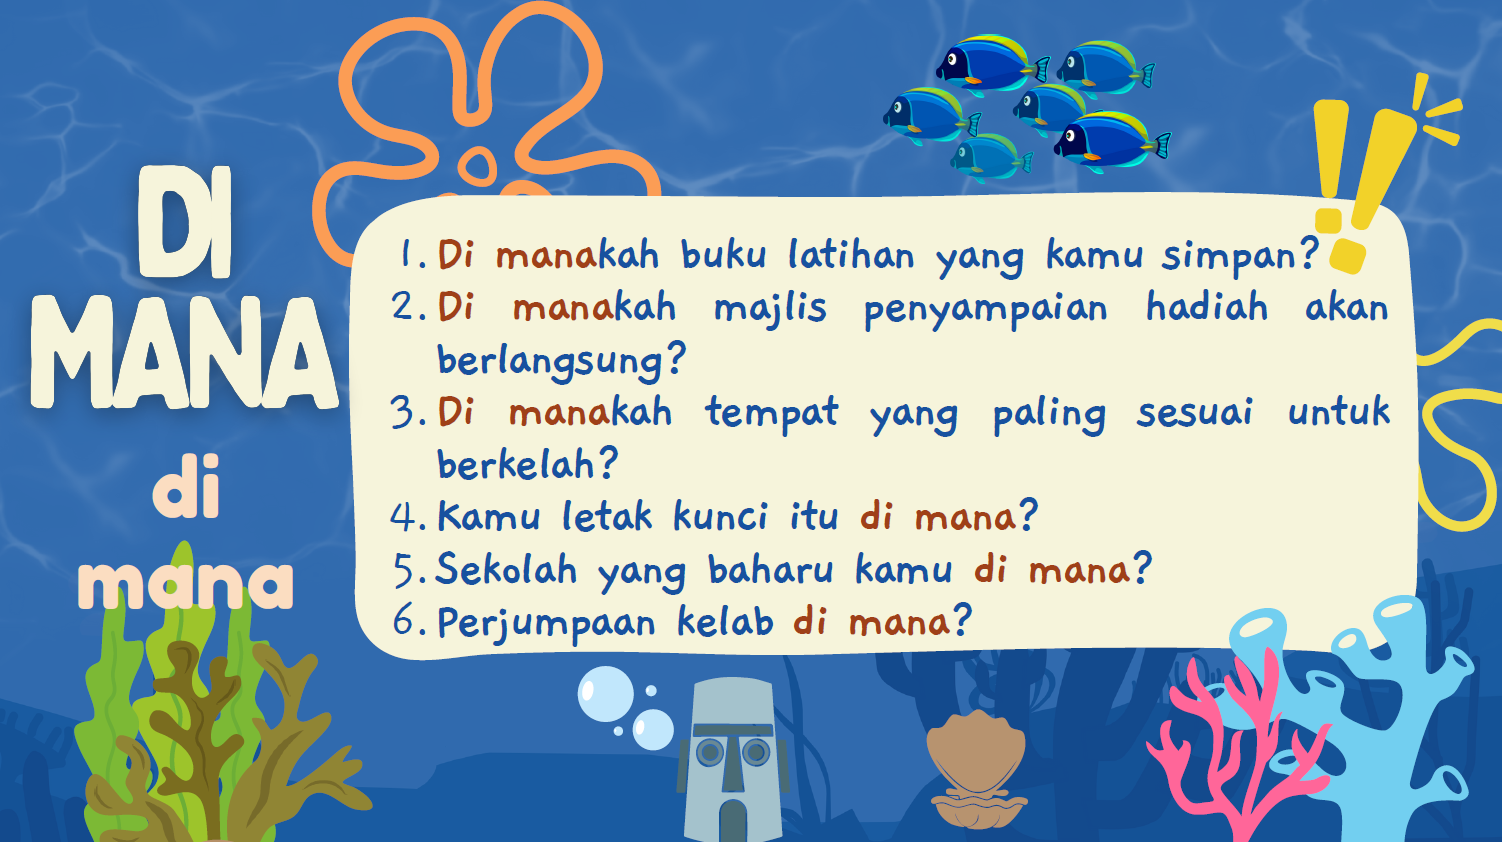 DI
MANA
di
mana
1. Di manakah buku latihan yang kamu simpan?
2. Di manakah majlis penyampaian hadiah akan
berlangsung?
3. Di manakah tempat yang paling sesuai untuk
berkelah?
4. Kamu letak kunci itu di mana?
5. Sekolah yang baharu kamu di mana?
6. Perjumpaan kelab di mana?